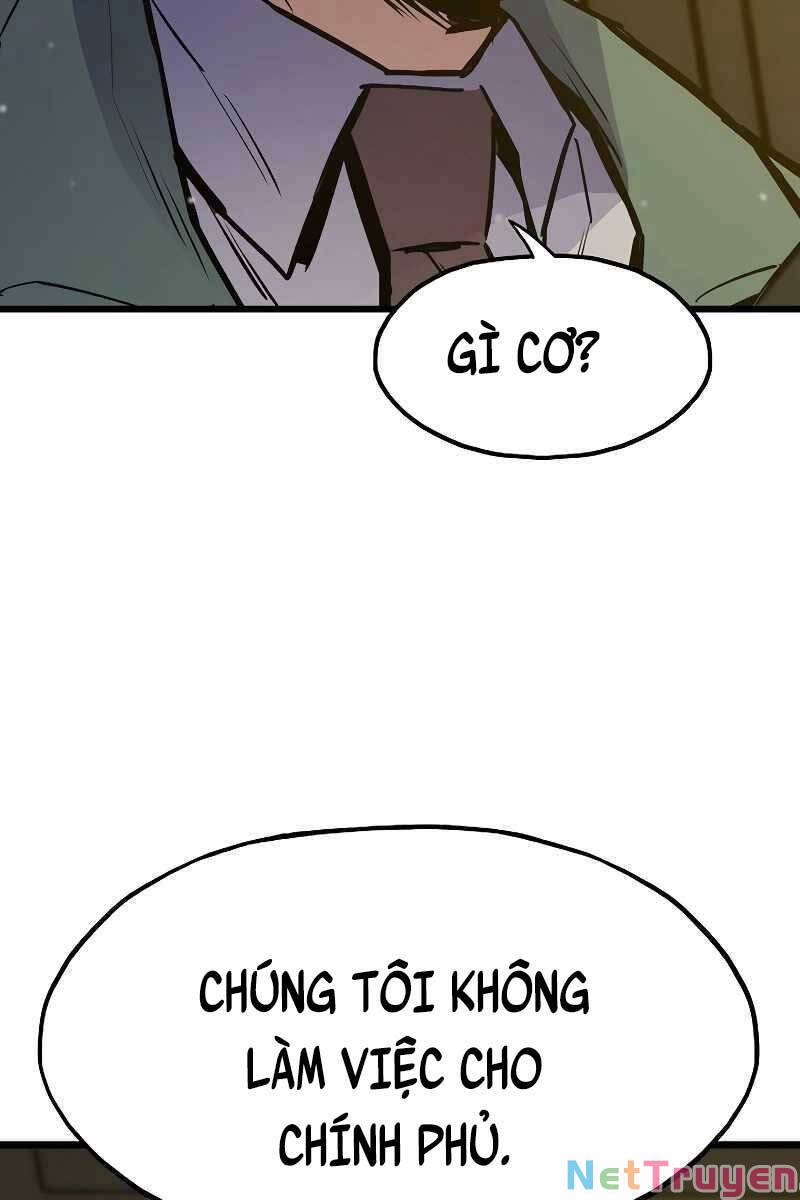 GÌ CƠ?
CHÚNG TÔI KHÔNG
LÀM VIỆC CHO
CHÍNH PHỦ.
NetTruyen